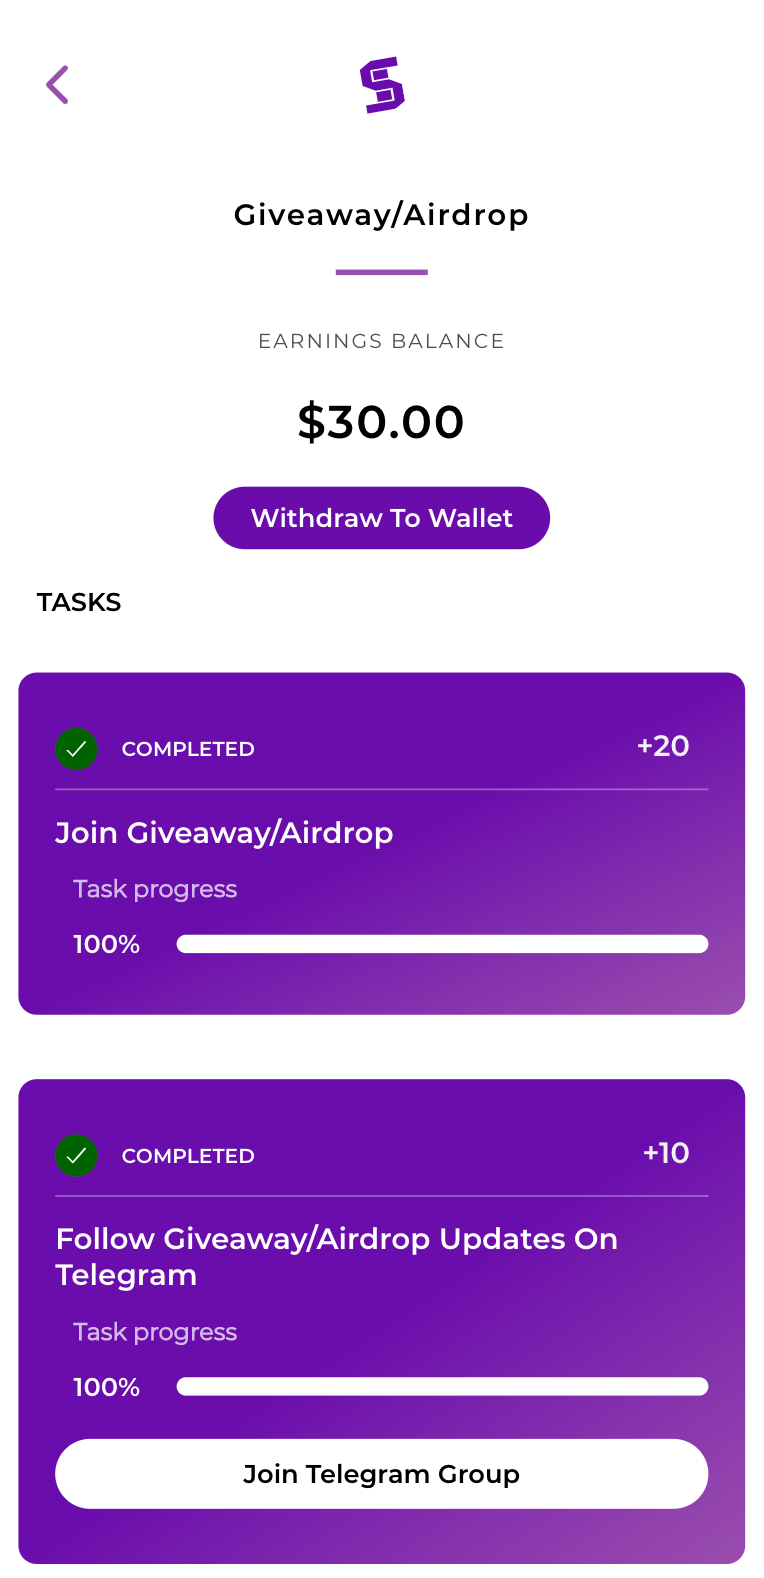 Giveaway/Airdrop
EARNINGS BALANCE
$30.00
Withdraw To Wallet
TASKS
COMPLETED +20
Join Giveaway/Airdrop
Task progress
100%
COMPLETED +10
Follow Giveaway/Airdrop Updates On
Telegram
Task progress
100%
Join Telegram Group